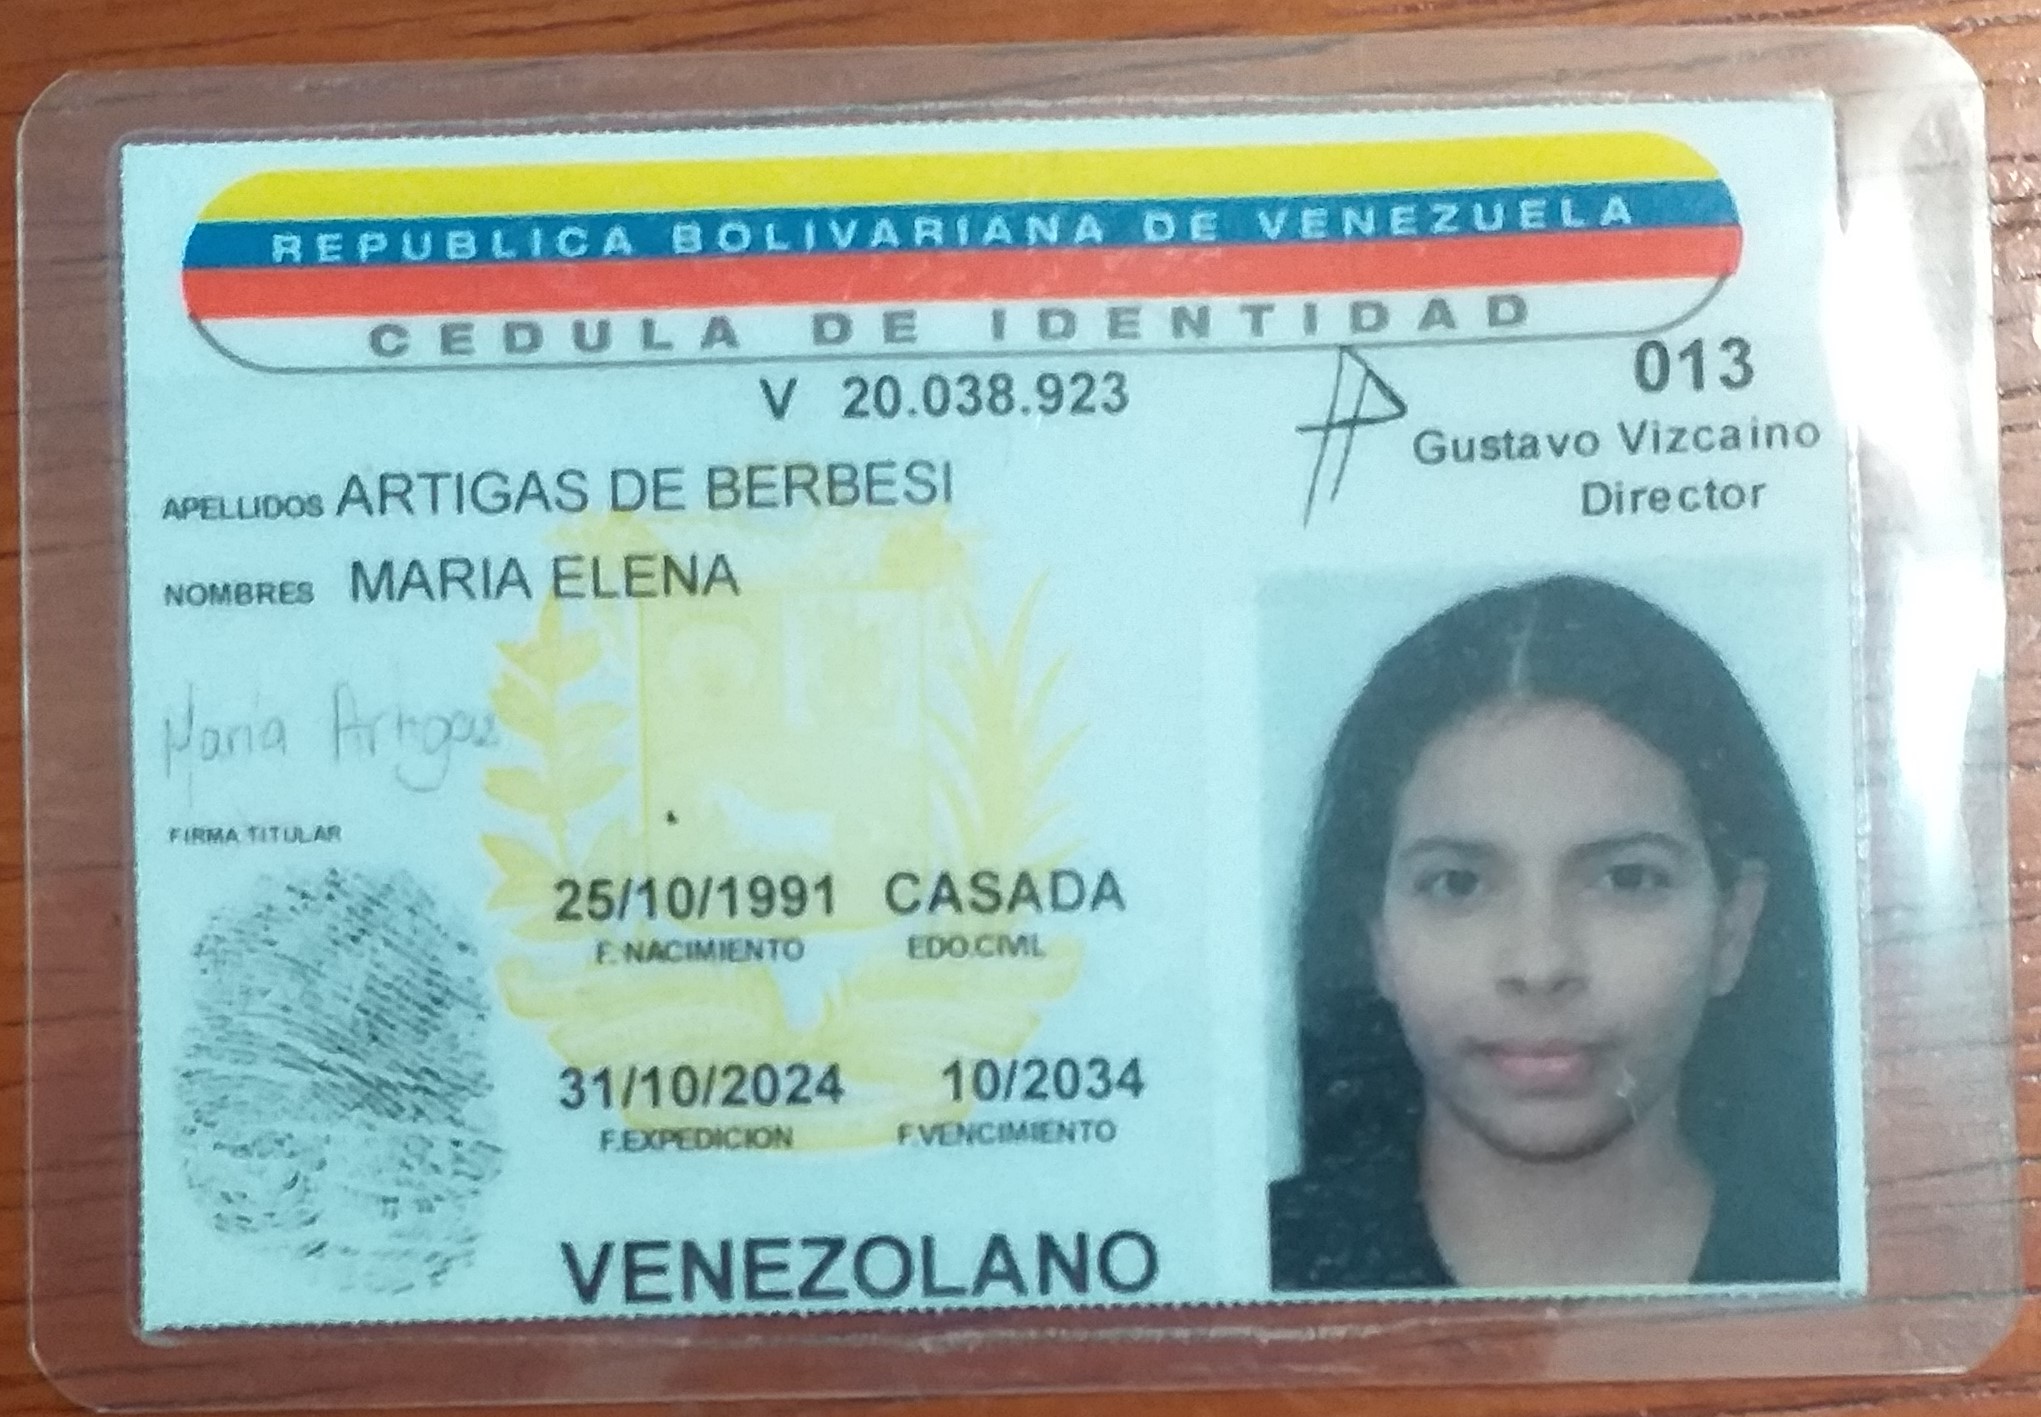 REPUBLICA BOLIVARIANA DE VENEZUELA
CEDULA DE IDENTIDAD
V 20.038.923
013
Gustavo Vizcaino
Director
APELLIDOS ARTIGAS DE BERBESI
NOMBRES MARIA ELENA
Maria Artigas
FIRMA TITULAR
25/10/1991 CASADA
F.NACIMIENTO EDO.CIVIL
31/10/2024 10/2034
F.EXPEDICION F.VENCIMIENTO
VENEZOLANO